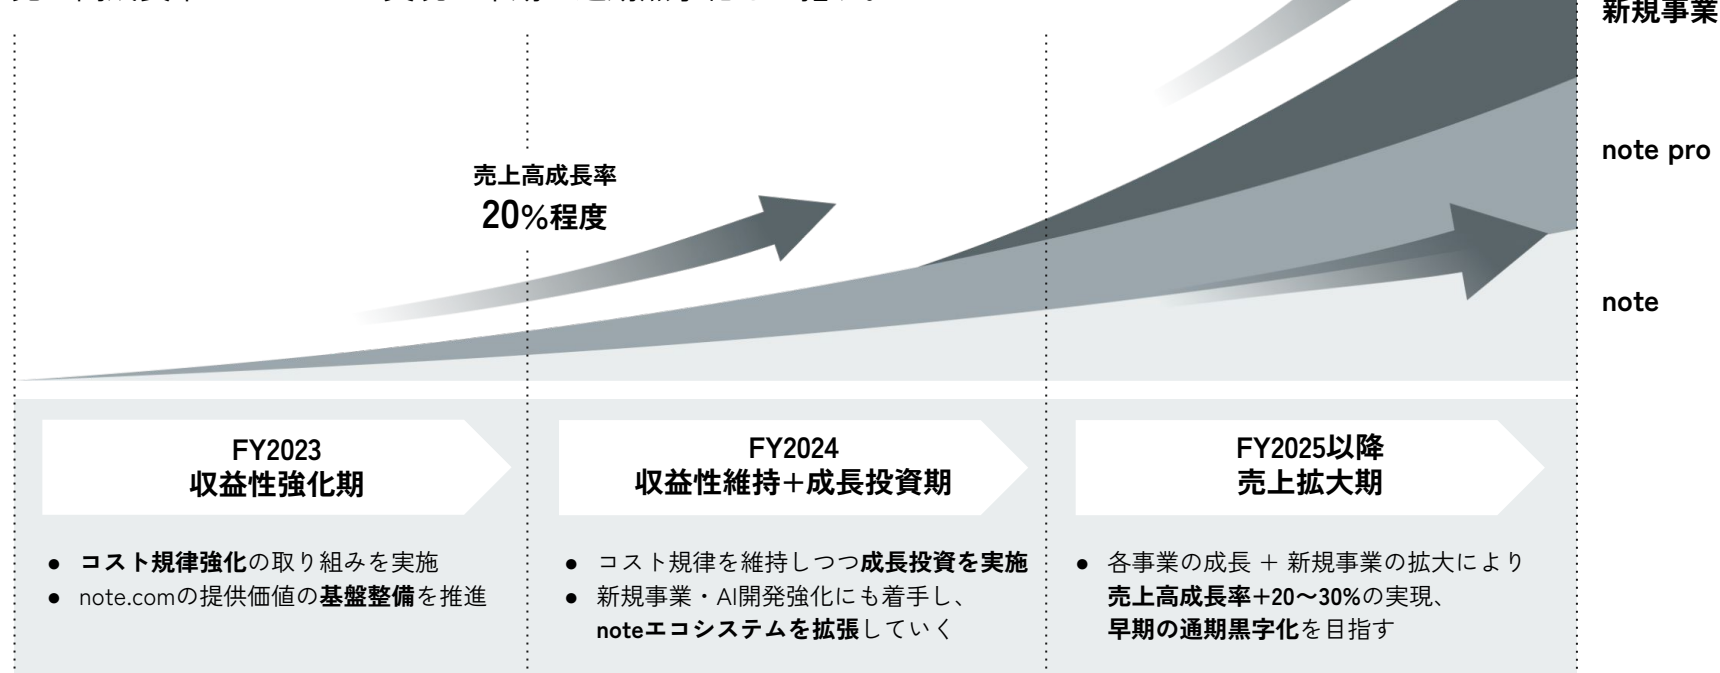 新規事業
note pro
note
売上高成長率
20%程度
FY2023
収益性強化期
FY2024
収益性維持+成長投資期
FY2025以降
売上拡大期
● コスト規律強化の取り組みを実施
● note.comの提供価値の基盤整備を推進
● コスト規律を維持しつつ成長投資を実施
● 新規事業・AI開発強化にも着手し、
noteエコシステムを拡張していく
● 各事業の成長 + 新規事業の拡大により
売上高成長率+20〜30%の実現、
早期の通期黒字化を目指す